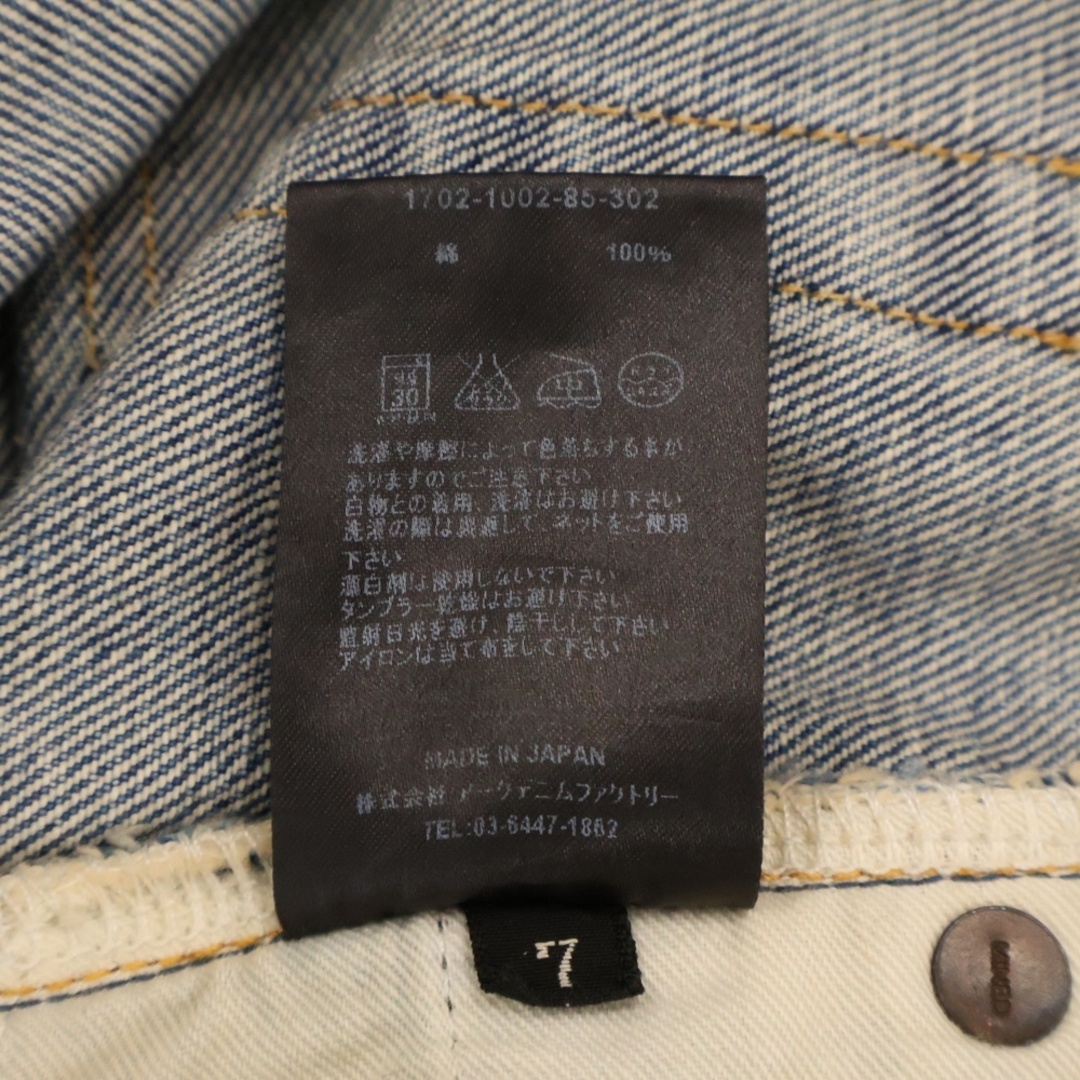 1702-1002-85-302
綿 100%
30
中
洗濯や摩擦によって色落ちする事が
ありますのでご注意下さい
白物との着用、洗濯はお避け下さい
洗濯の際は裏返して、ネットをご使用
下さい
漂白剤は使用しないで下さい
タンブラー乾燥はお避け下さい
直射日光を避け、陰干しして下さい
アイロンは当て布をして下さい
MADE IN JAPAN
株式会社 アークデニムファクトリー
TEL:03-6447-1862
7